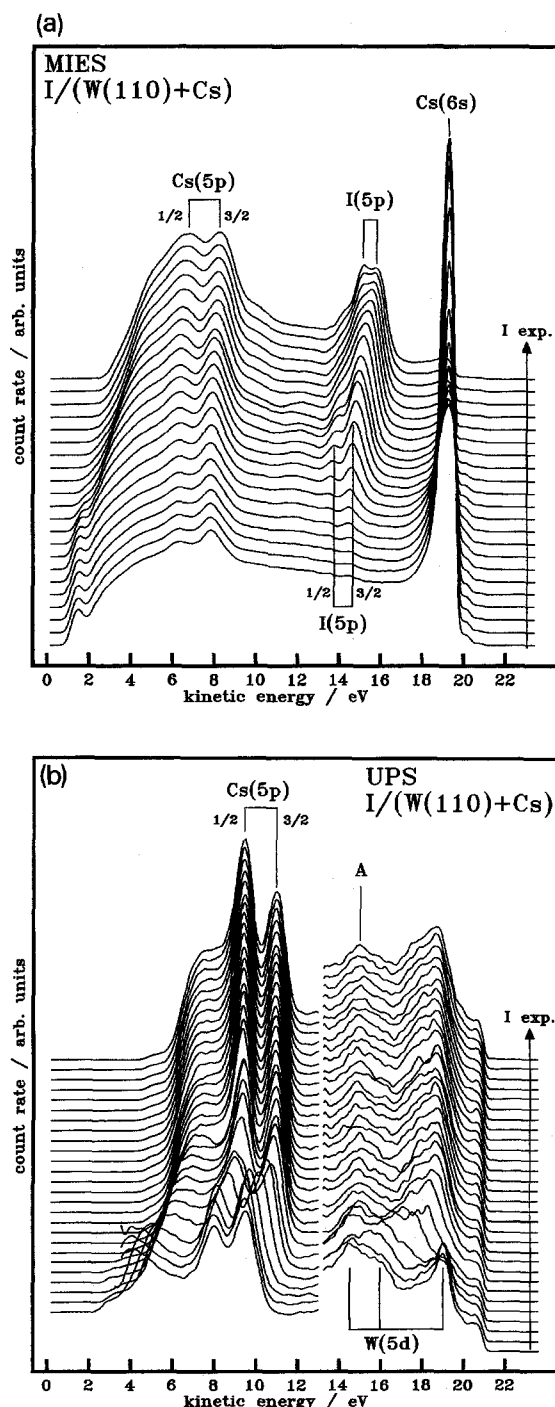 (a)
MIES
I/(W(110)+Cs)
Cs(6s)
Cs(5p)
1/2 3/2
I(5p)
I exp.
count rate / arb. units
1/2 3/2
I(5p)
0 2 4 6 8 10 12 14 16 18 20 22
kinetic energy / eV
(b)
UPS
I/(W(110)+Cs)
Cs(5p)
1/2 3/2
A
I exp.
count rate / arb. units
W(5d)
0 2 4 6 8 10 12 14 16 18 20 22
kinetic energy / eV